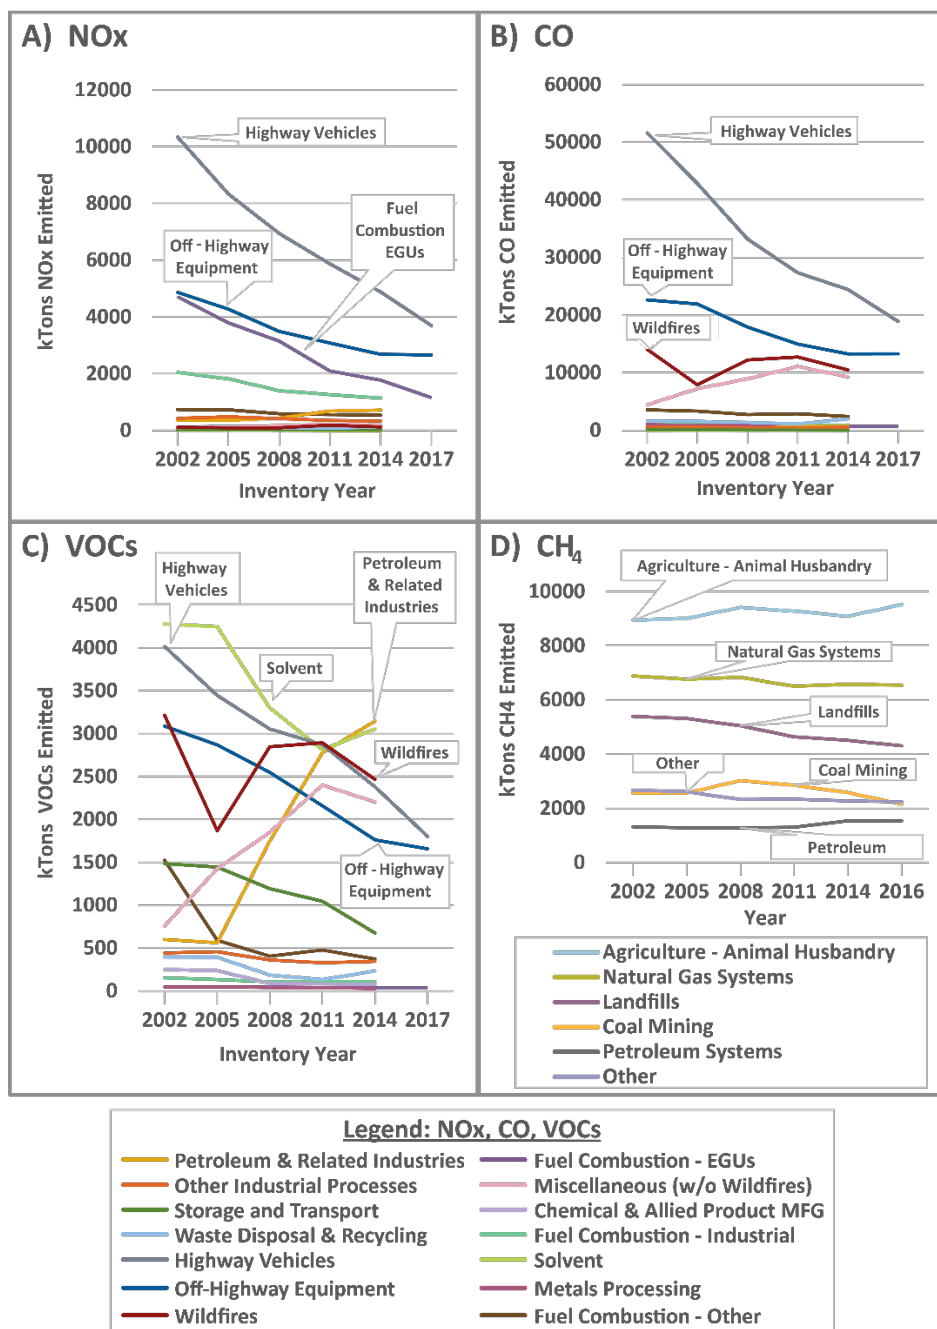 A) NOx
12000
10000
8000
6000
4000
2000
0
kTons NOx Emitted
Highway Vehicles
Off - Highway
Equipment
Fuel
Combustion
EGUs
2002 2005 2008 2011 2014 2017
Inventory Year
B) CO
60000
50000
40000
30000
20000
10000
0
kTons CO Emitted
Highway Vehicles
Off - Highway
Equipment
Wildfires
2002 2005 2008 2011 2014 2017
Inventory Year
C) VOCs
4500
4000
3500
3000
2500
2000
1500
1000
500
0
kTons VOCs Emitted
Highway
Vehicles
Solvent
Petroleum
& Related
Industries
Wildfires
Off - Highway
Equipment
2002 2005 2008 2011 2014 2017
Inventory Year
D) CH4
10000
8000
6000
4000
2000
0
kTons CH4 Emitted
Agriculture - Animal Husbandry
Natural Gas Systems
Landfills
Other
Coal Mining
Petroleum
2002 2005 2008 2011 2014 2016
Year
Agriculture - Animal Husbandry
Natural Gas Systems
Landfills
Coal Mining
Petroleum Systems
Other
Legend: NOx, CO, VOCs
Petroleum & Related Industries
Other Industrial Processes
Storage and Transport
Waste Disposal & Recycling
Highway Vehicles
Off-Highway Equipment
Wildfires
Fuel Combustion - EGUs
Miscellaneous (w/o Wildfires)
Chemical & Allied Product MFG
Fuel Combustion - Industrial
Solvent
Metals Processing
Fuel Combustion - Other